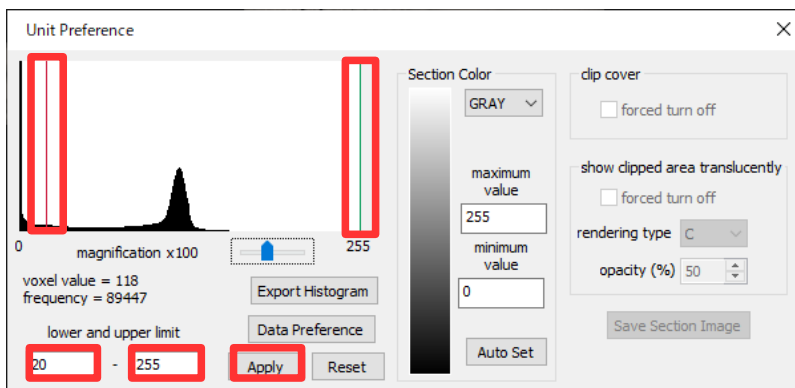 Unit Preference
0
magnification x100
255
voxel value = 118
frequency = 89447
Export Histogram
lower and upper limit
Data Preference
20 - 255
Apply
Reset
Section Color
GRAY
maximum
value
255
minimum
value
0
Auto Set
clip cover
forced turn off
show clipped area translucently
forced turn off
rendering type C
opacity (%) 50
Save Section Image